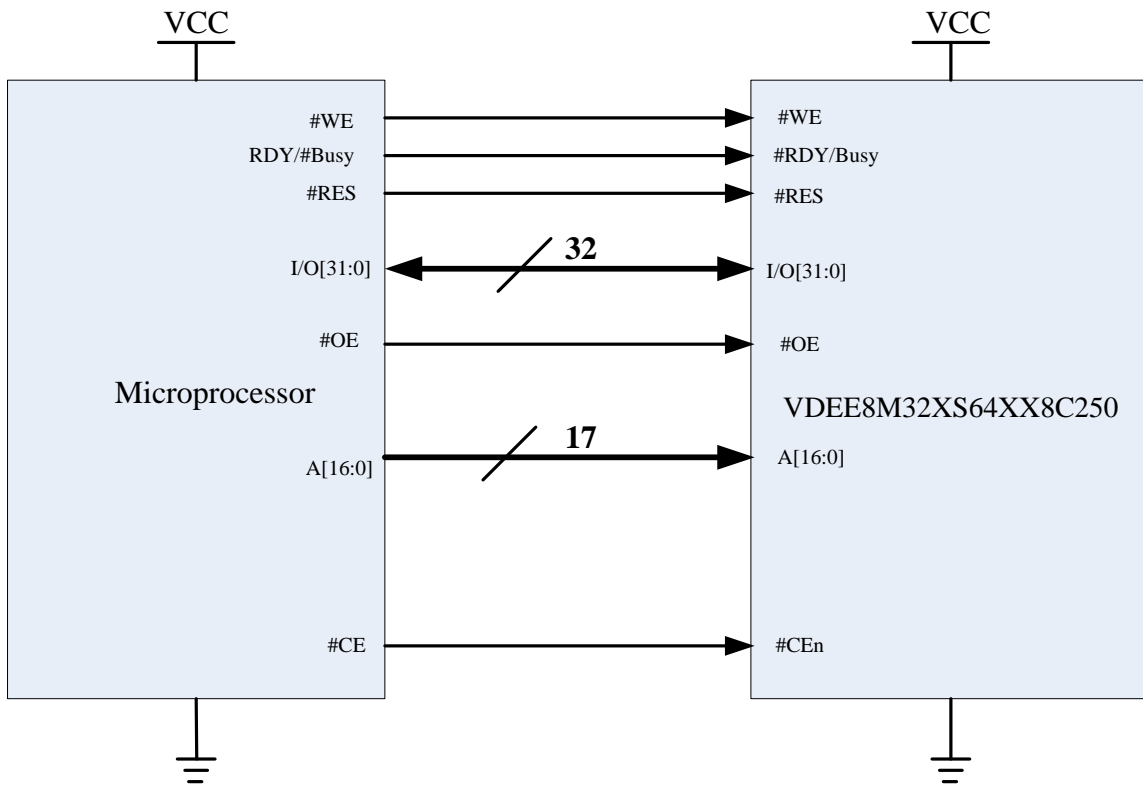 VCC
VCC
#WE
#WE
RDY/#Busy
#RDY/Busy
#RES
#RES
32
I/O[31:0]
I/O[31:0]
#OE
#OE
Microprocessor
VDEE8M32XS64XX8C250
17
A[16:0]
A[16:0]
#CE
#CEn